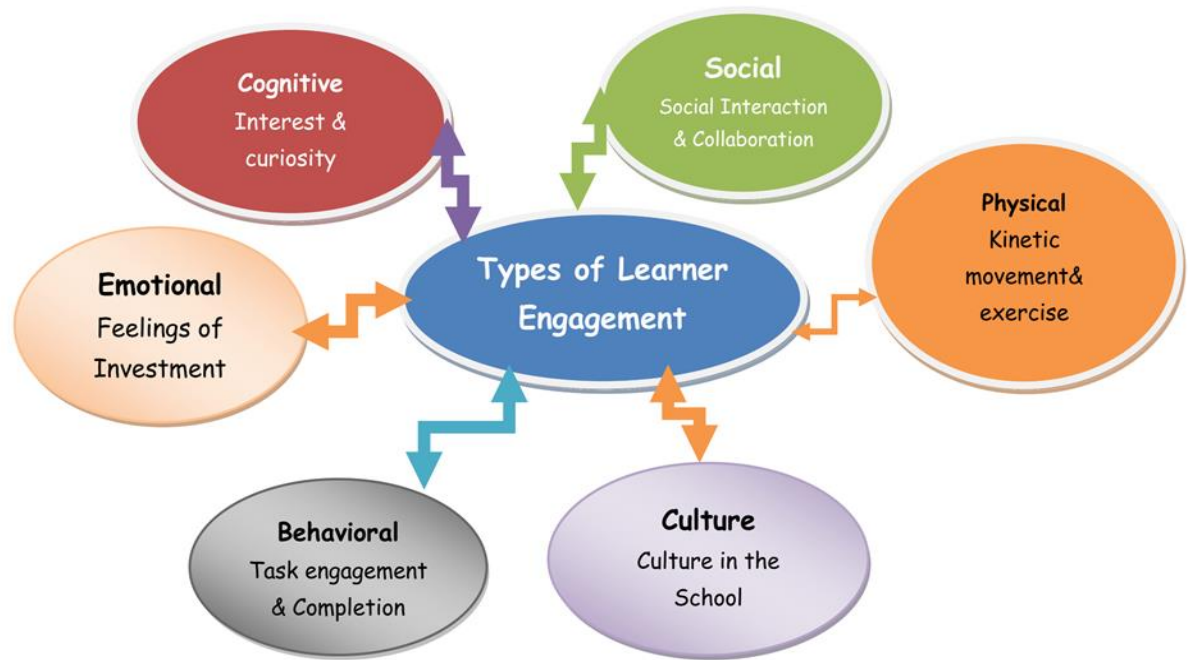 Cognitive
Interest &
curiosity
Social
Social Interaction
& Collaboration
Physical
Kinetic
movement&
exercise
Types of Learner
Engagement
Emotional
Feelings of
Investment
Behavioral
Task engagement
& Completion
Culture
Culture in the
School